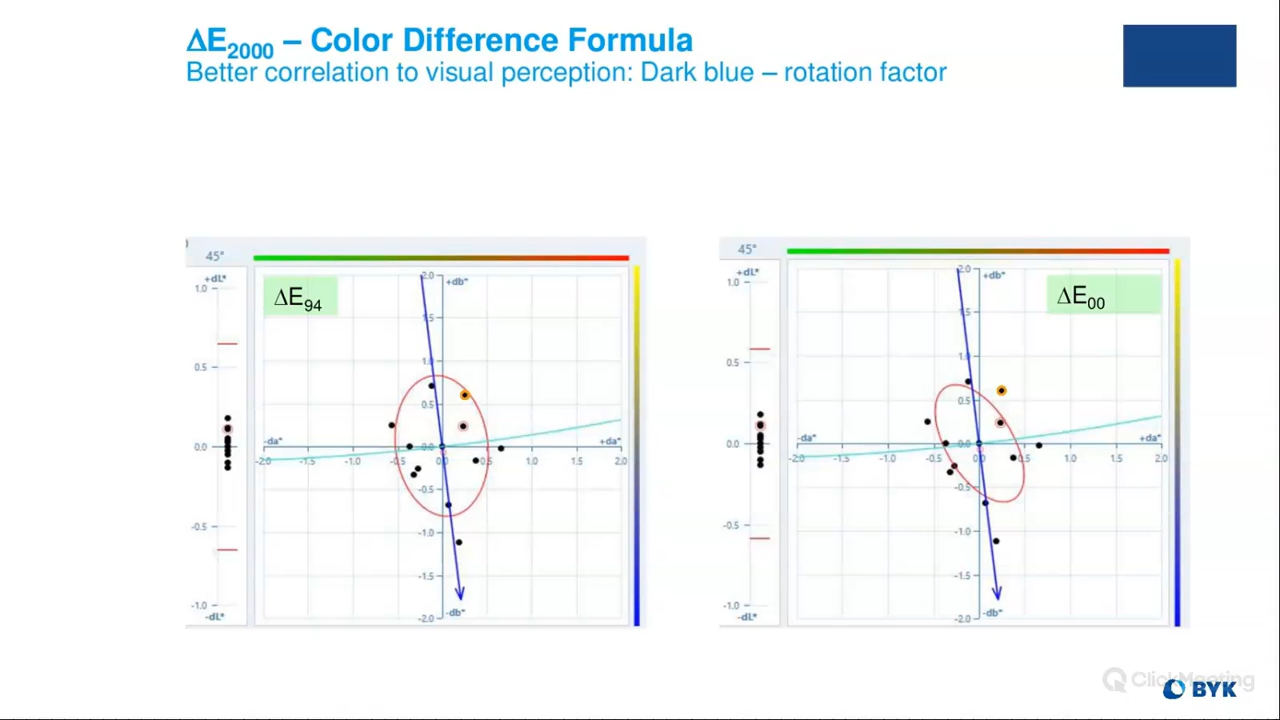 ΔE2000 – Color Difference Formula
Better correlation to visual perception: Dark blue – rotation factor
45°
+dL*
1.0
0.5
0.0
-0.5
-1.0
-dL*
ΔE94
2.0
+db*
1.5
1.0
0.5
-da*
0.0
+da*
-2.0
-1.5
-1.0
-0.5
0.0
0.5
1.0
1.5
2.0
-0.5
-1.0
-1.5
-db*
-2.0
45°
+dL*
1.0
0.5
0.0
-0.5
-1.0
-dL*
ΔE00
2.0
+db*
1.5
1.0
0.5
-da*
0.0
+da*
-2.0
-1.5
-1.0
-0.5
0.0
0.5
1.0
1.5
2.0
-0.5
-1.0
-1.5
-db*
-2.0
ClickMeeting
BYK